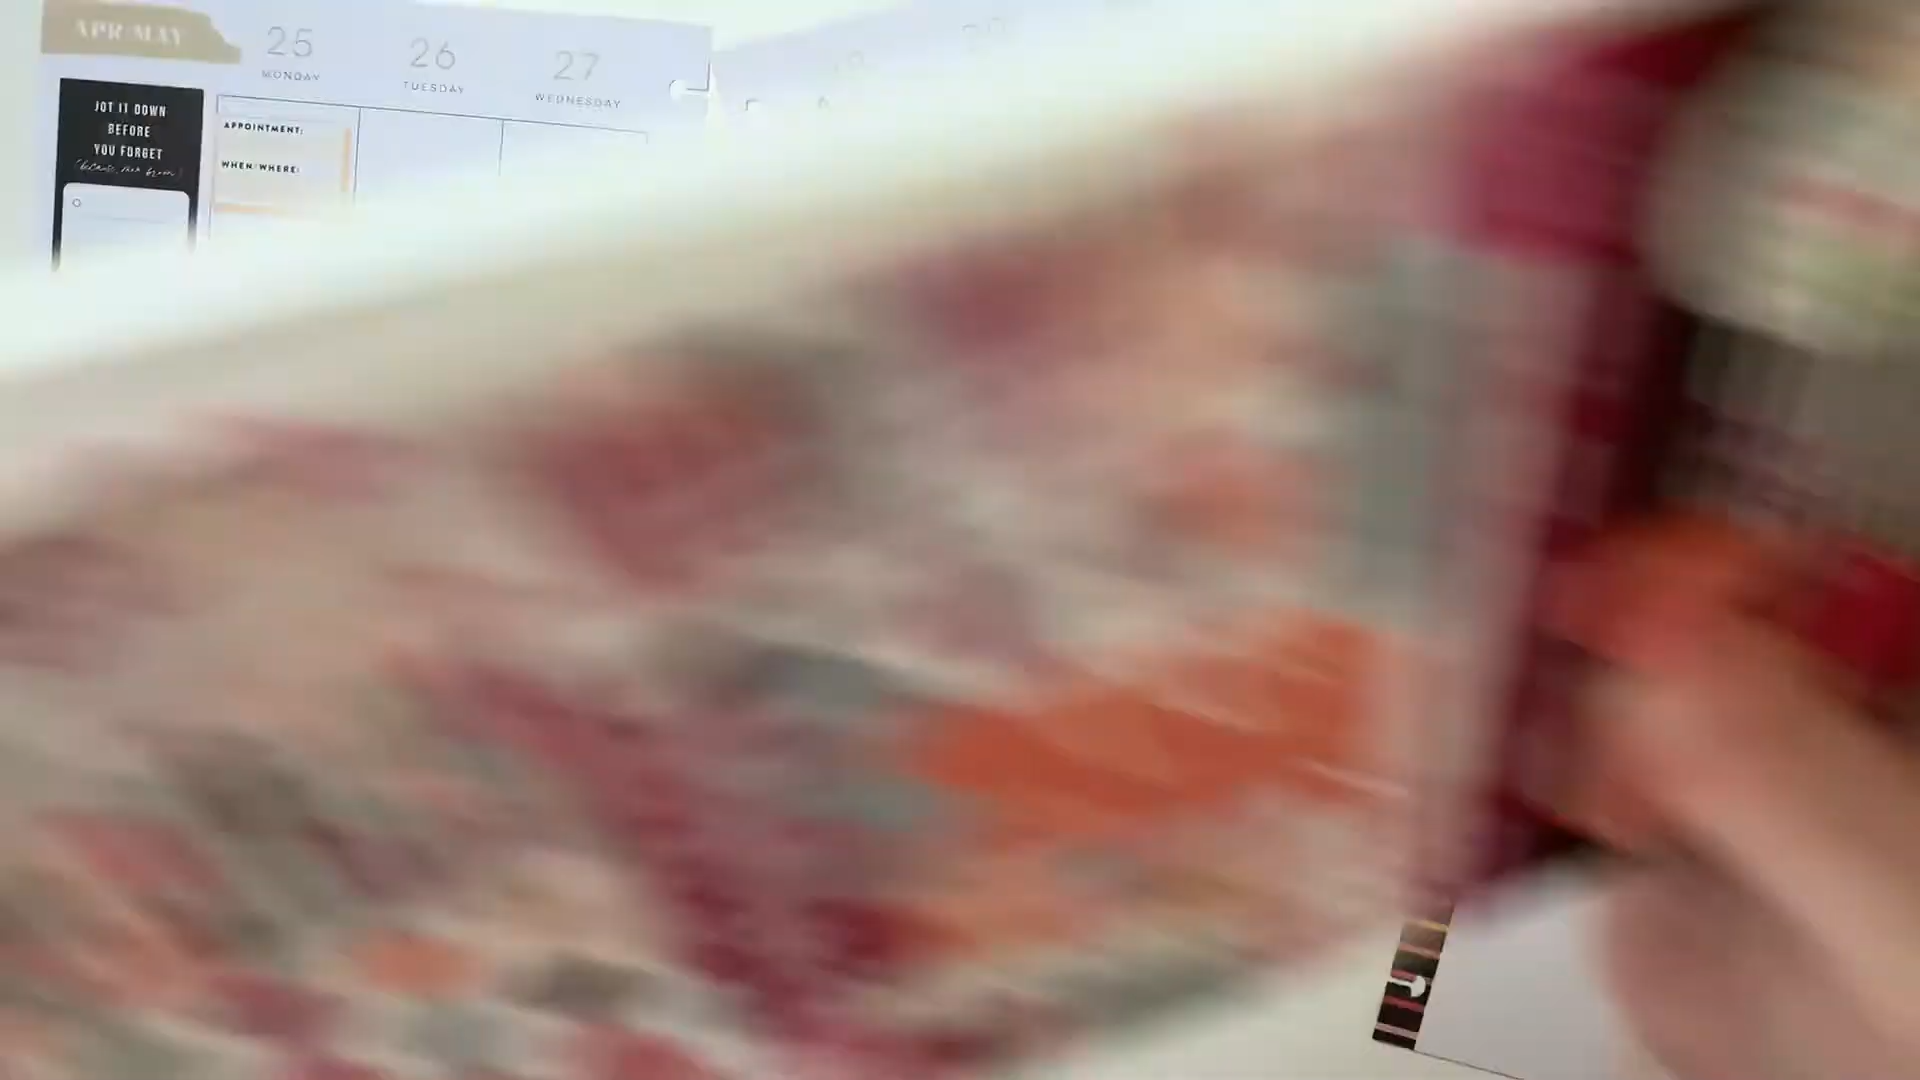 APR/MAY
25
MONDAY
26
TUESDAY
27
WEDNESDAY
JOT IT DOWN
BEFORE
YOU FORGET
APPOINTMENT:
WHEN/WHERE: